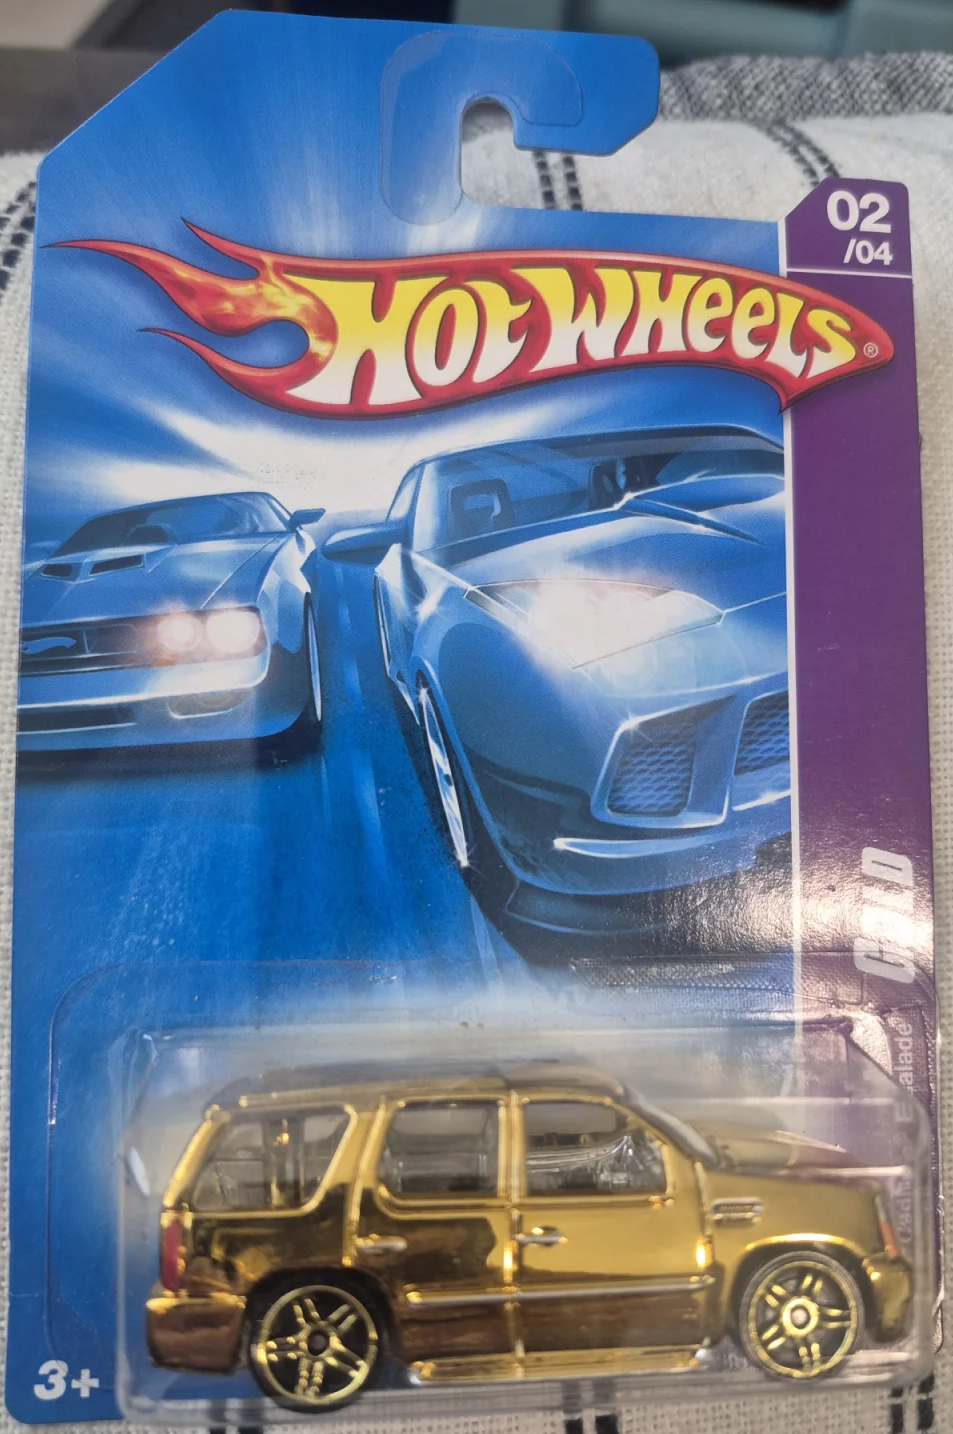 02
/04
HOT WHEELS®
GOLD
Cadillac Escalade
3+